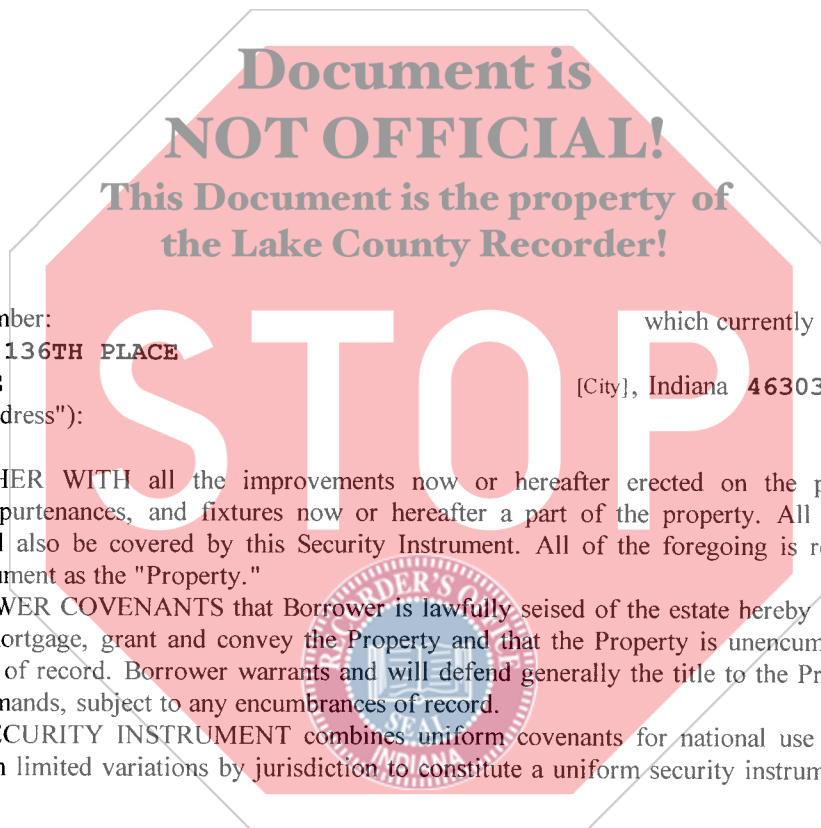 Document is
NOT OFFICIAL!
This Document is the property of
the Lake County Recorder!
STOP
mber: which currently
136TH PLACE
[City], Indiana 46303
dress"):
HER WITH all the improvements now or hereafter erected on the p
purtenances, and fixtures now or hereafter a part of the property. All
l also be covered by this Security Instrument. All of the foregoing is r
ument as the "Property."
WER COVENANTS that Borrower is lawfully seised of the estate hereby
ortgage, grant and convey the Property and that the Property is unencum
of record. Borrower warrants and will defend generally the title to the Pr
mands, subject to any encumbrances of record.
ECURITY INSTRUMENT combines uniform covenants for national use
n limited variations by jurisdiction to constitute a uniform security instrum
RECORDER'S OFFICE
SEAL
INDIANA